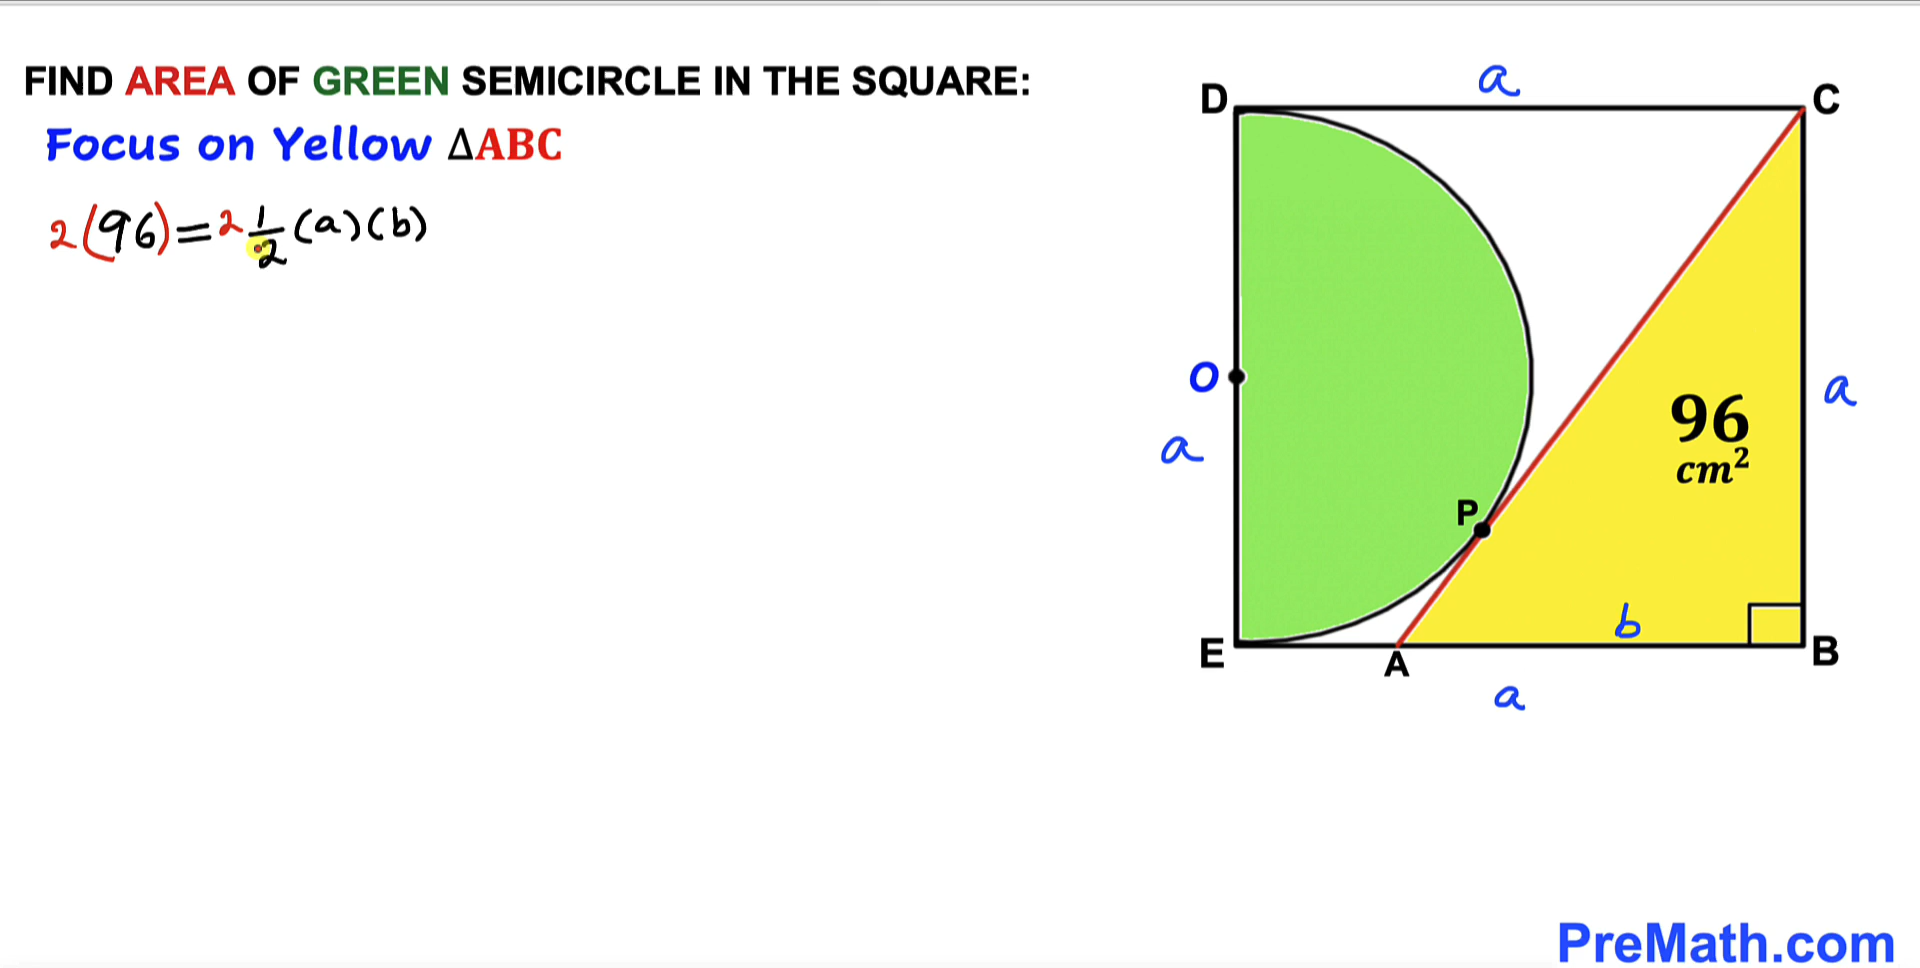 FIND AREA OF GREEN SEMICIRCLE IN THE SQUARE:
Focus on Yellow ΔABC
2(96)=2 1/2 (a)(b)
a
D
C
O
a
a
96
cm²
P
b
E
A
B
a
PreMath.com